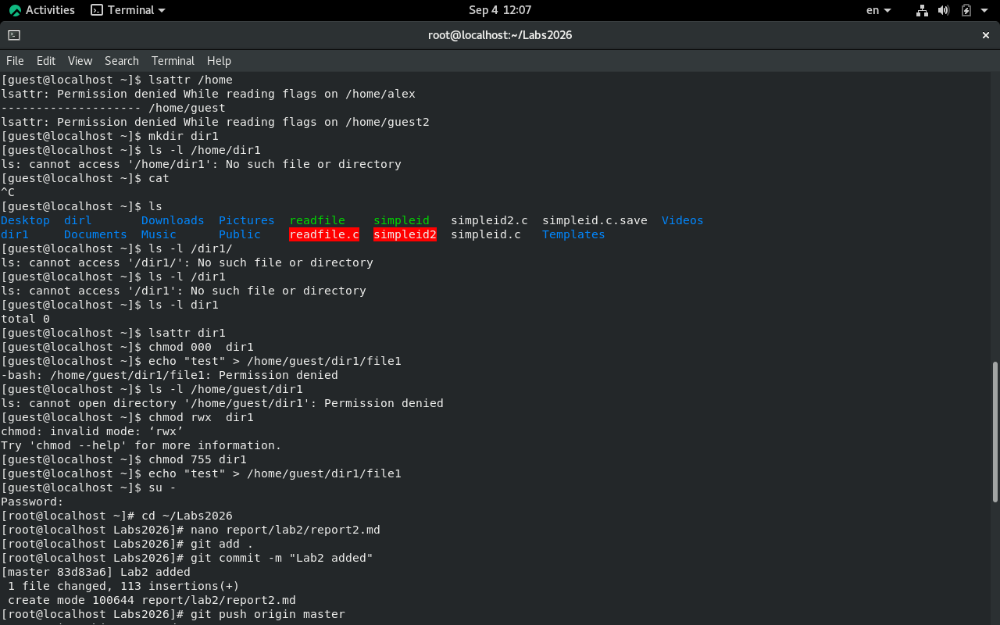 Activities Terminal Sep 4 12:07 en
root@localhost:~/Labs2026
File Edit View Search Terminal Help
[guest@localhost ~]$ lsattr /home
lsattr: Permission denied While reading flags on /home/alex
-------------------- /home/guest
lsattr: Permission denied While reading flags on /home/guest2
[guest@localhost ~]$ mkdir dir1
[guest@localhost ~]$ ls -l /home/dir1
ls: cannot access '/home/dir1': No such file or directory
[guest@localhost ~]$ cat
^C
[guest@localhost ~]$ ls
Desktop dirl Downloads Pictures readfile simpleid simpleid2.c simpleid.c.save Videos
dir1 Documents Music Public readfile.c simpleid2 simpleid.c Templates
[guest@localhost ~]$ ls -l /dir1/
ls: cannot access '/dir1/': No such file or directory
[guest@localhost ~]$ ls -l /dir1
ls: cannot access '/dir1': No such file or directory
[guest@localhost ~]$ ls -l dir1
total 0
[guest@localhost ~]$ lsattr dir1
[guest@localhost ~]$ chmod 000  dir1
[guest@localhost ~]$ echo "test" > /home/guest/dir1/file1
-bash: /home/guest/dir1/file1: Permission denied
[guest@localhost ~]$ ls -l /home/guest/dir1
ls: cannot open directory '/home/guest/dir1': Permission denied
[guest@localhost ~]$ chmod rwx  dir1
chmod: invalid mode: ‘rwx’
Try 'chmod --help' for more information.
[guest@localhost ~]$ chmod 755 dir1
[guest@localhost ~]$ echo "test" > /home/guest/dir1/file1
[guest@localhost ~]$ su -
Password:
[root@localhost ~]# cd ~/Labs2026
[root@localhost Labs2026]# nano report/lab2/report2.md
[root@localhost Labs2026]# git add .
[root@localhost Labs2026]# git commit -m "Lab2 added"
[master 83d83a6] Lab2 added
 1 file changed, 113 insertions(+)
 create mode 100644 report/lab2/report2.md
[root@localhost Labs2026]# git push origin master